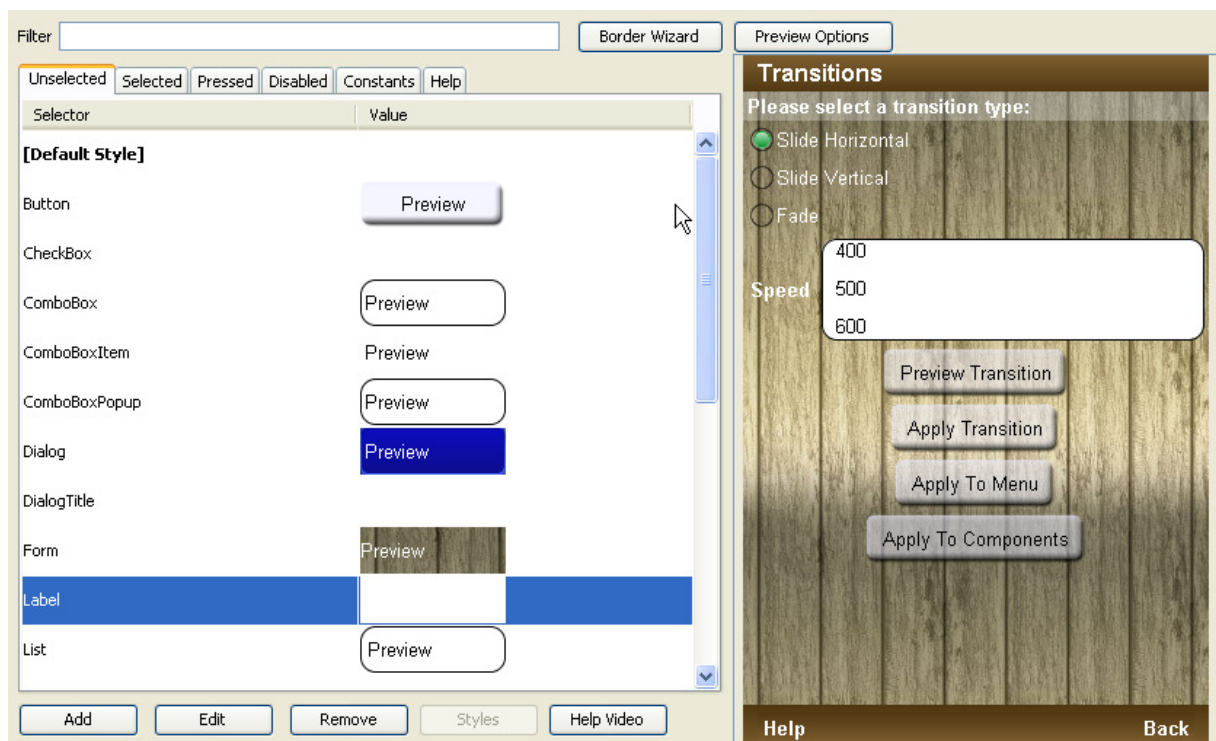 Filter
Border Wizard
Preview Options
Unselected Selected Pressed Disabled Constants Help
Selector Value
[Default Style]
Button Preview
CheckBox
ComboBox Preview
ComboBoxItem Preview
ComboBoxPopup Preview
Dialog Preview
DialogTitle
Form Preview
Label
List Preview
Add Edit Remove Styles Help Video
Transitions
Please select a transition type:
Slide Horizontal
Slide Vertical
Fade
400
Speed 500
600
Preview Transition
Apply Transition
Apply To Menu
Apply To Components
Help Back